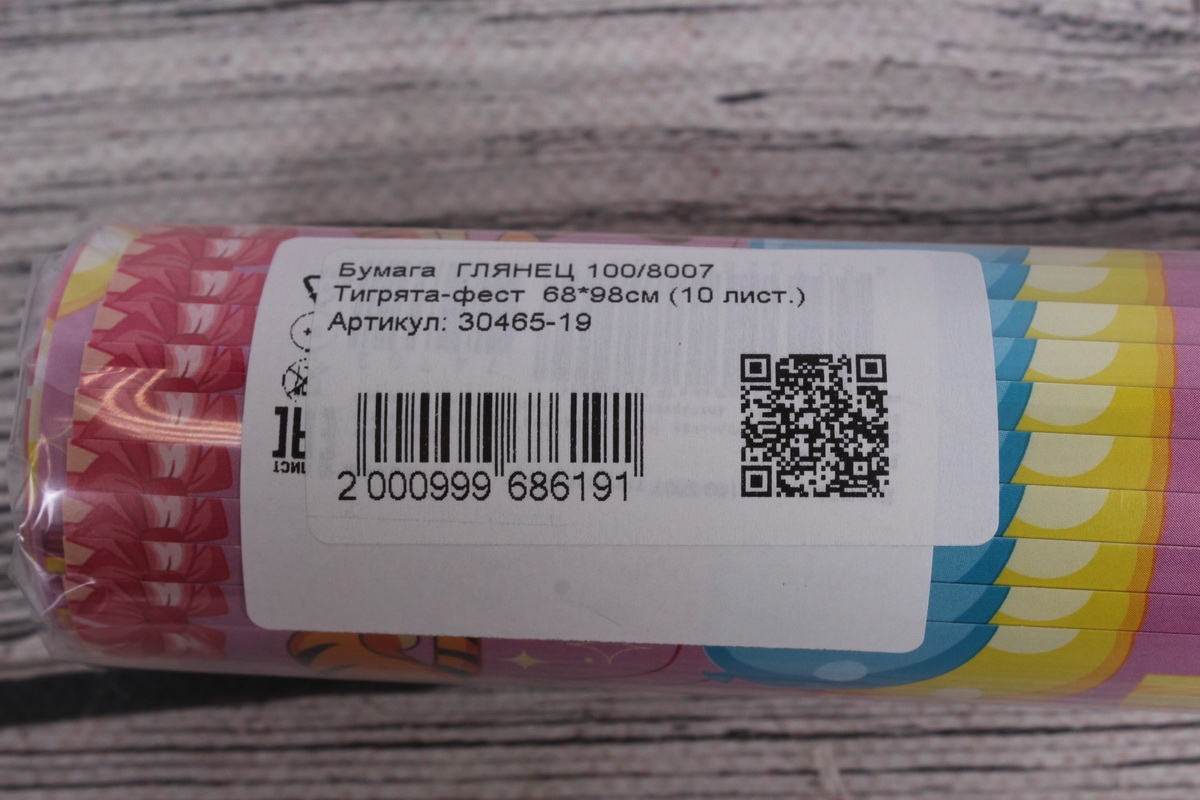 Бумага ГЛЯНЕЦ 100/8007
Тигрята-фест 68*98см (10 лист.)
Артикул: 30465-19
2 000999 686191